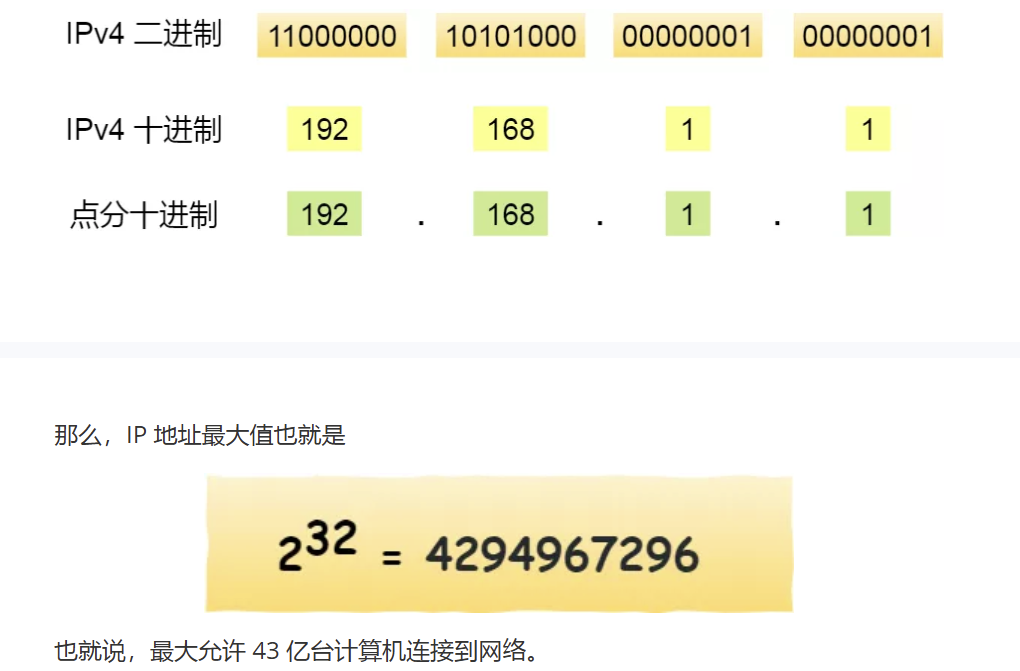 IPv4 二进制 11000000 10101000 00000001 00000001
IPv4 十进制 192 168 1 1
点分十进制 192 . 168 . 1 . 1
那么，IP 地址最大值也就是
2^32 = 4294967296
也就说，最大允许 43 亿台计算机连接到网络。